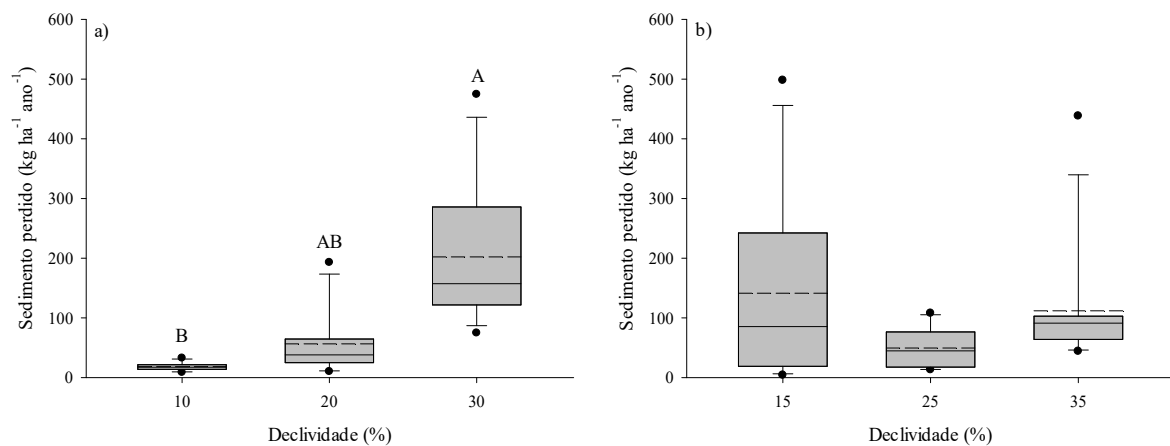 a)
Sedimento perdido (kg ha⁻¹ ano⁻¹)
600
500
400
300
200
100
0
B
AB
A
10
20
30
Declividade (%)
b)
Sedimento perdido (kg ha⁻¹ ano⁻¹)
600
500
400
300
200
100
0
15
25
35
Declividade (%)